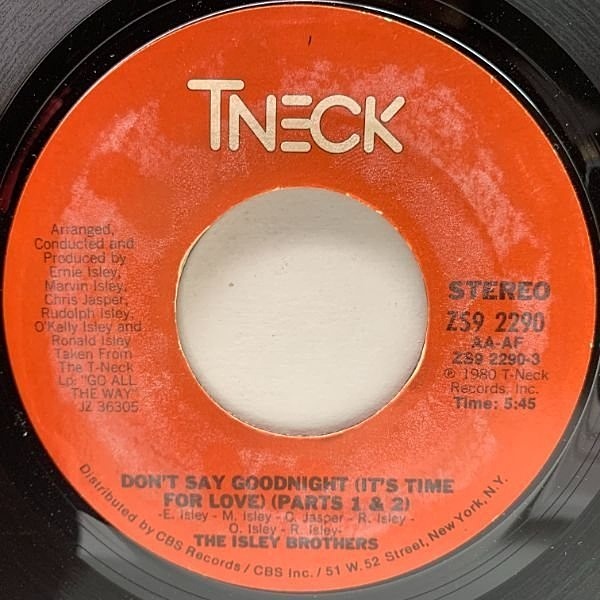 TNECK
Arranged,
Conducted and
Produced by
Ernie Isley,
Marvin Isley,
Chris Jasper,
Rudolph Isley,
O'Kelly Isley and
Ronald Isley
Taken From
The T-Neck
Lp: "GO ALL
THE WAY"
JZ 36305
STEREO
ZS9 2290
AA-AF
ZS9 2290-3
℗ 1980 T-Neck
Records, Inc.
Time: 5:45
DON'T SAY GOODNIGHT (IT'S TIME
FOR LOVE) (PARTS 1 & 2)
-E. Isley - M. Isley - C. Jasper - R. Isley -
O. Isley - R. Isley-
THE ISLEY BROTHERS
Distributed by CBS Records / CBS Inc. / 51 W. 52 Street, New York, N.Y.